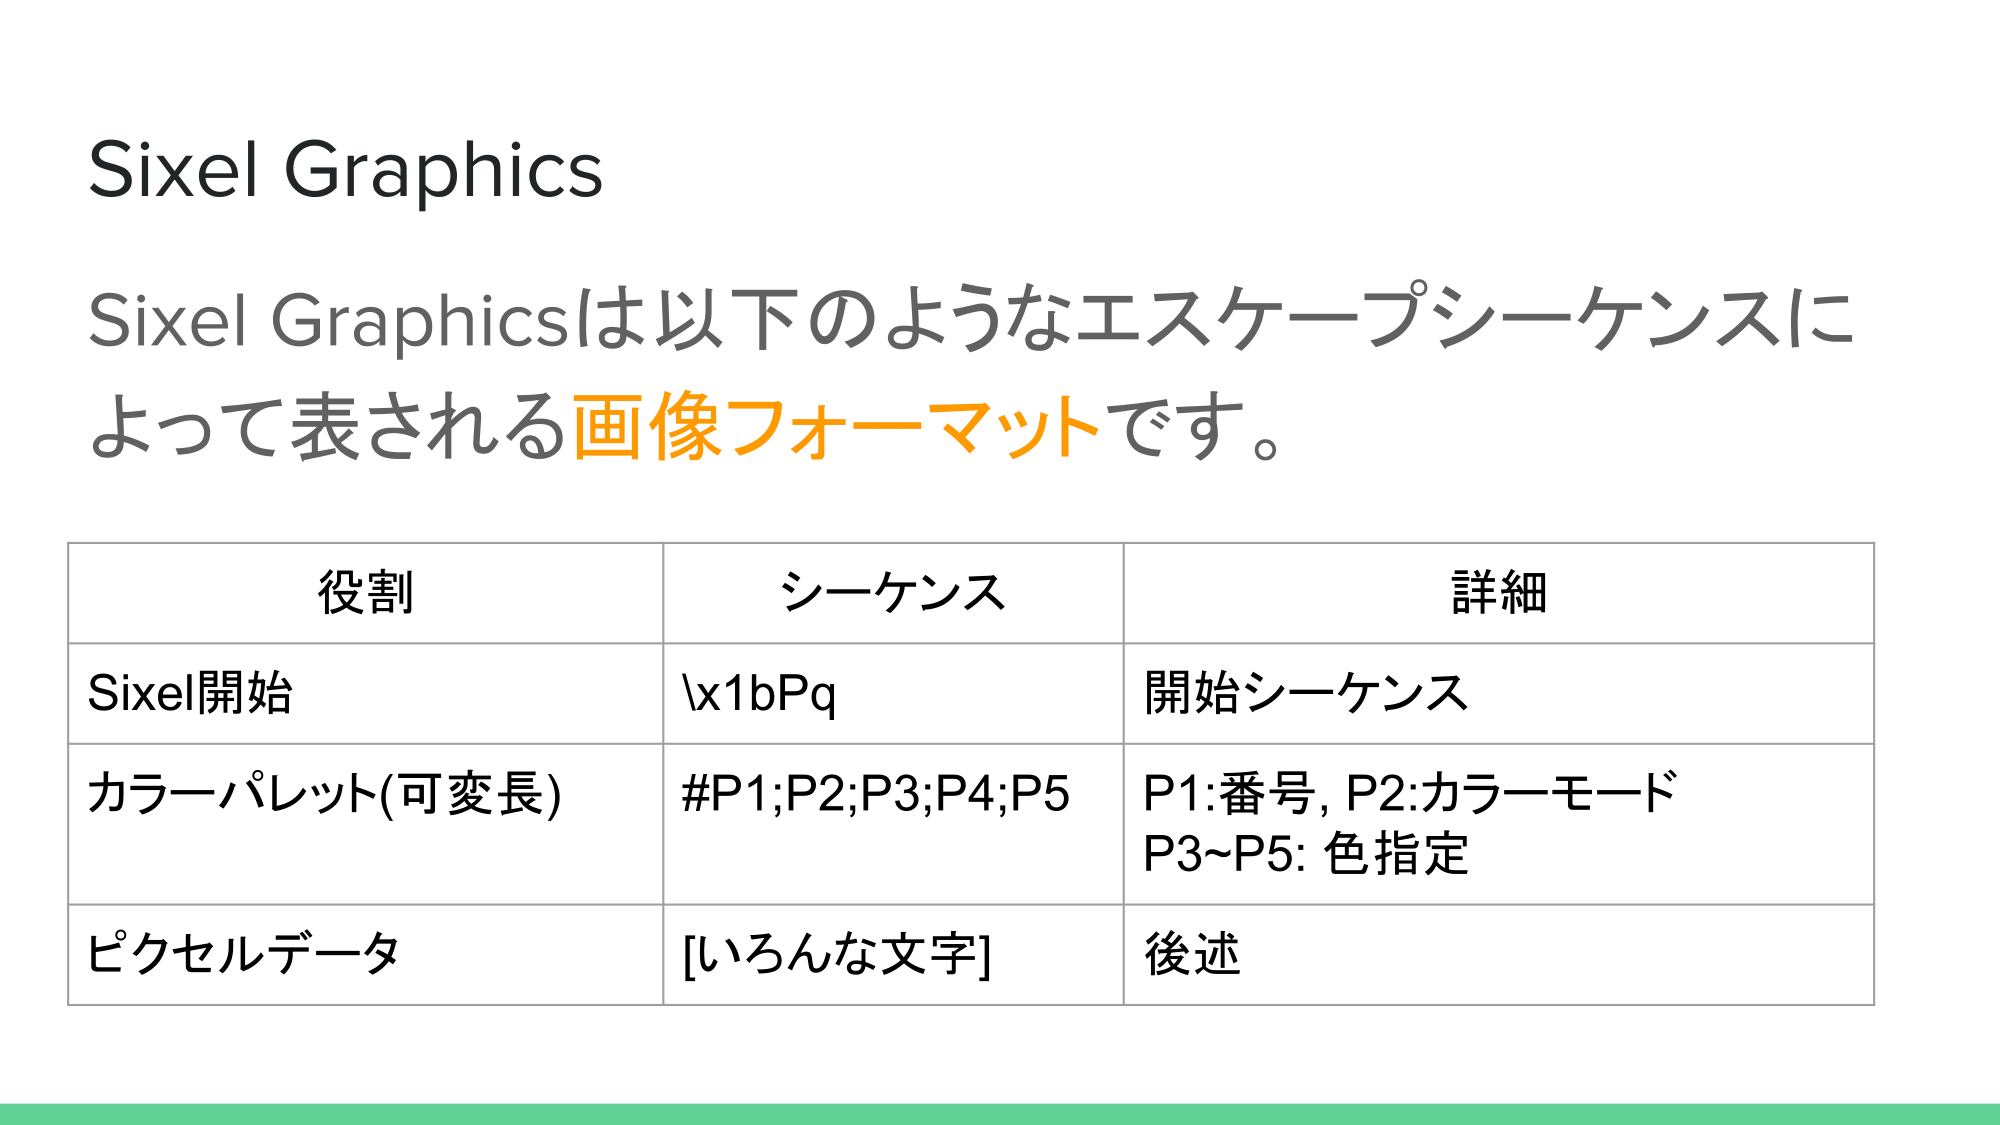 Sixel Graphics
Sixel Graphicsは以下のようなエスケープシーケンスに
よって表される画像フォーマットです。
役割 シーケンス 詳細
Sixel開始 \x1bPq 開始シーケンス
カラーパレット(可変長) #P1;P2;P3;P4;P5 P1:番号, P2:カラーモード
P3~P5: 色指定
ピクセルデータ [いろんな文字] 後述